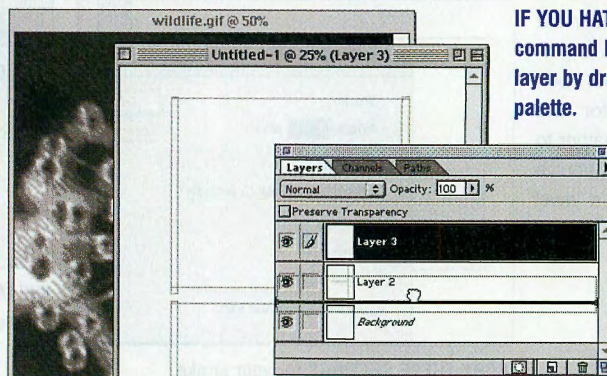 wildlife.gif @ 50%
IF YOU HAT
command
layer by dr
palette.
Untitled-1 @ 25% (Layer 3)
Layers Channels Paths
Normal Opacity: 100 %
Preserve Transparency
Layer 3
Layer 2
Background